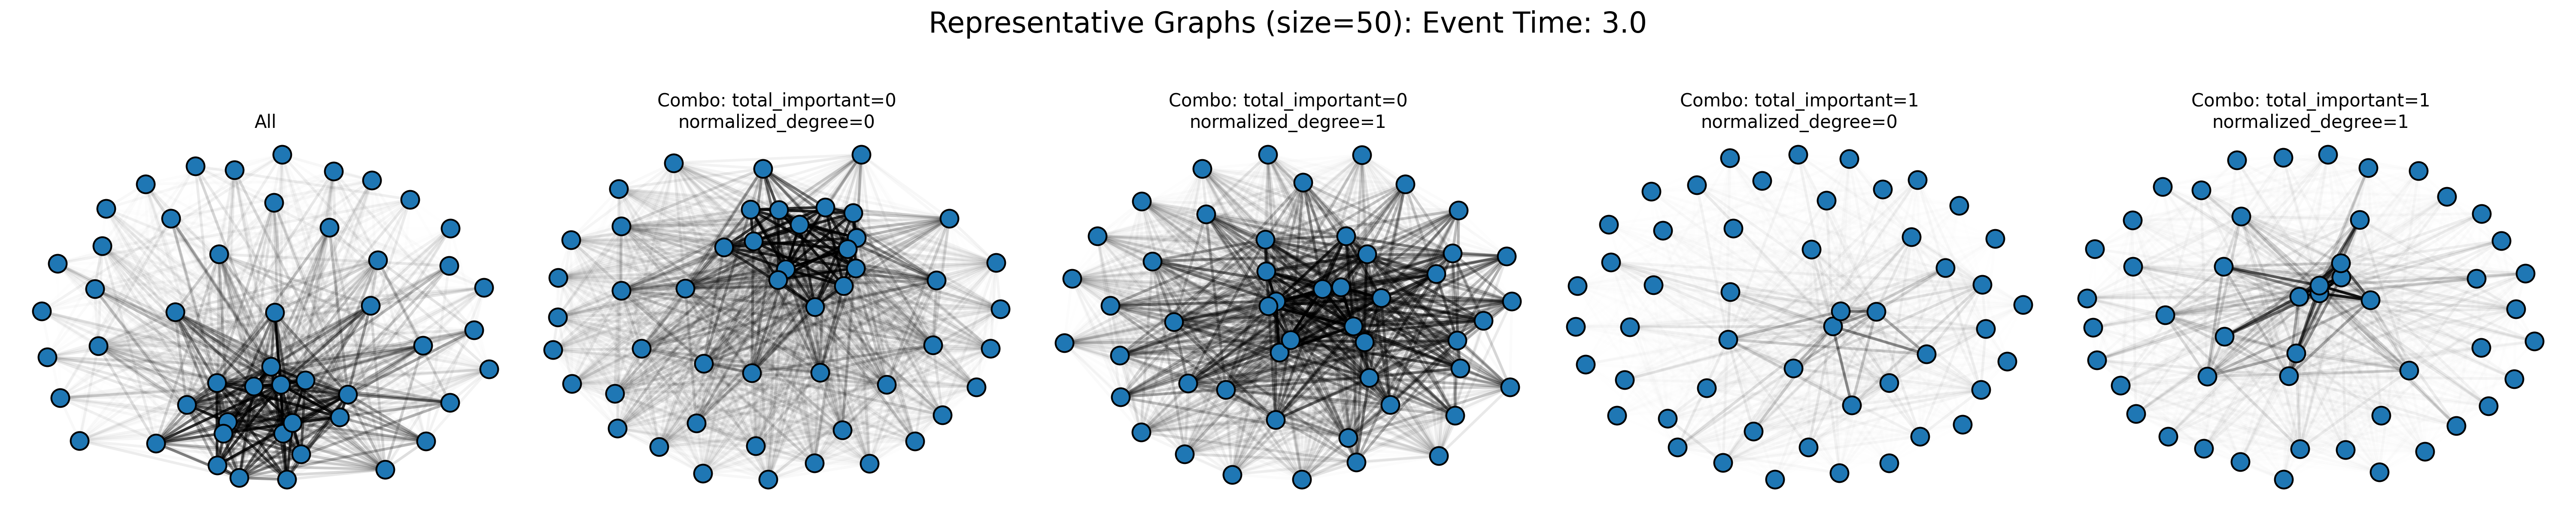 Representative Graphs (size=50): Event Time: 3.0
All
Combo: total_important=0
normalized_degree=0
Combo: total_important=0
normalized_degree=1
Combo: total_important=1
normalized_degree=0
Combo: total_important=1
normalized_degree=1